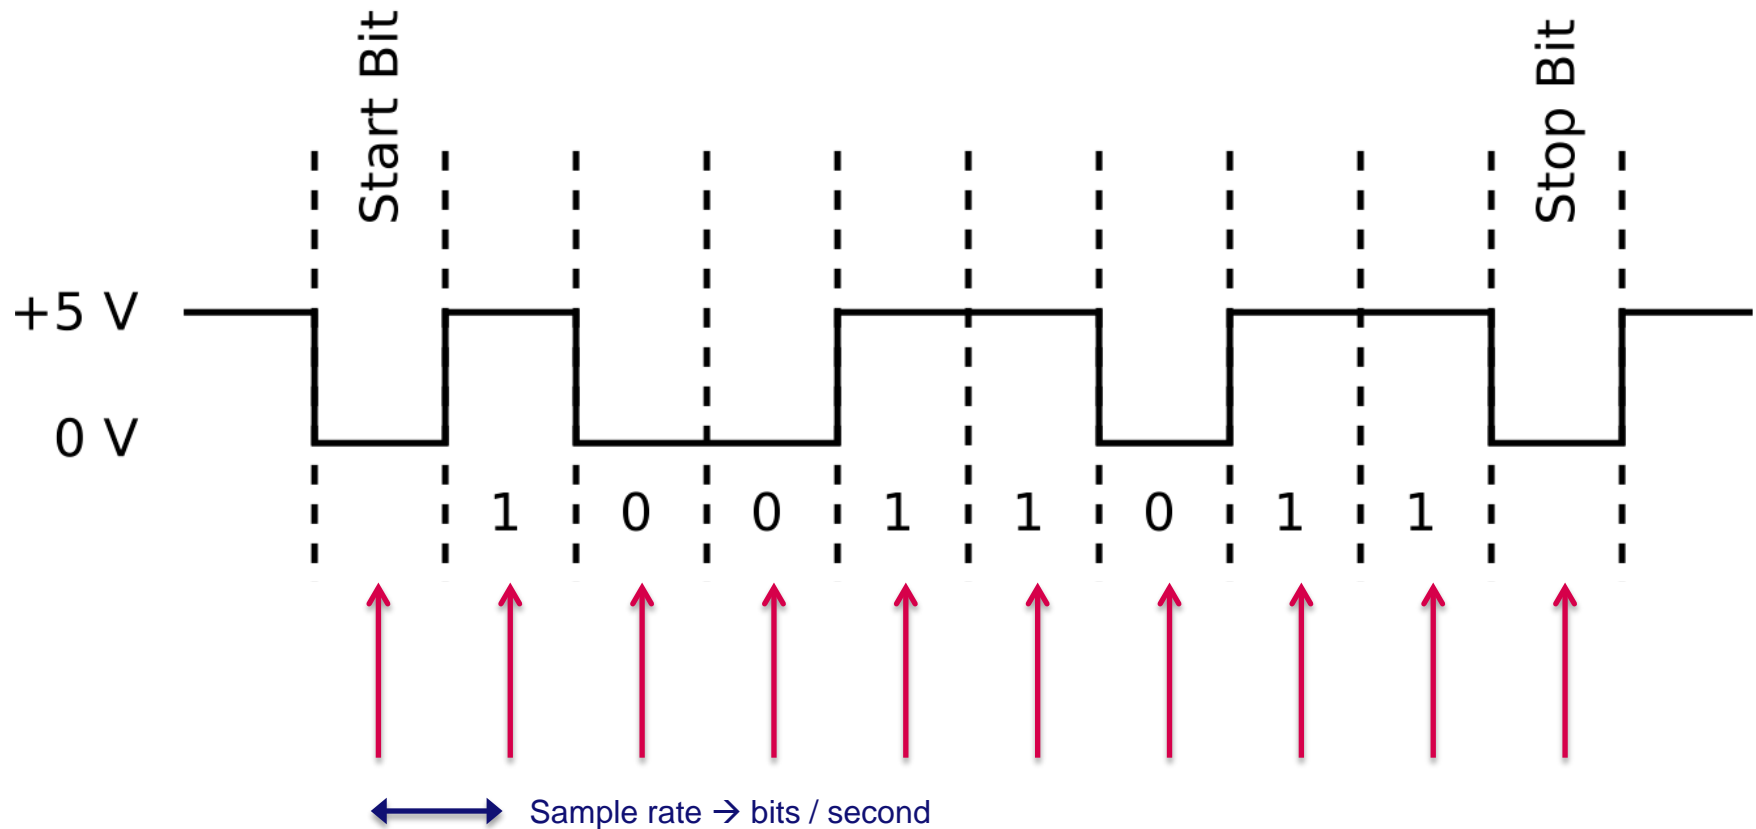 Start Bit
Stop Bit
+5 V
0 V
1 0 0 1 1 0 1 1
Sample rate → bits / second